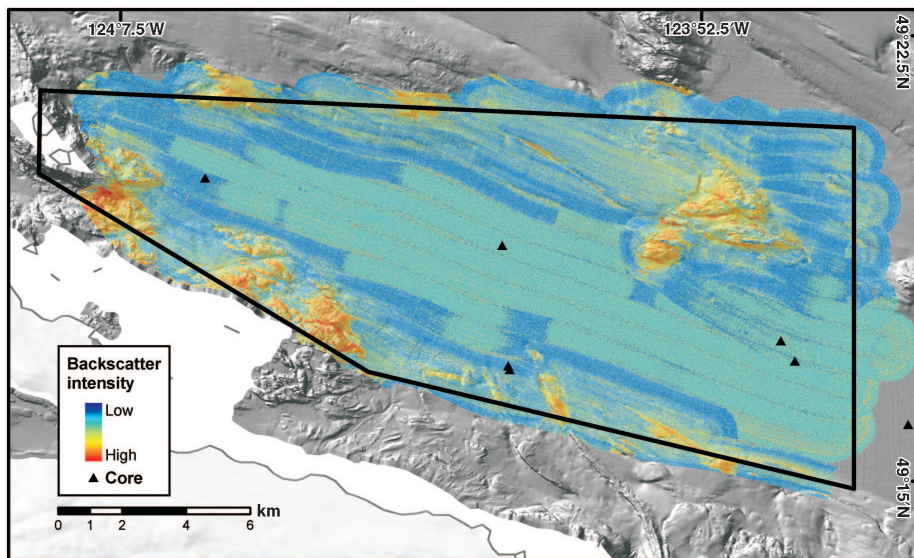 124°7.5'W
123°52.5'W
49°22.5'N
Backscatter
intensity
Low
High
Core
0 1 2 4 6 km
49°15'N